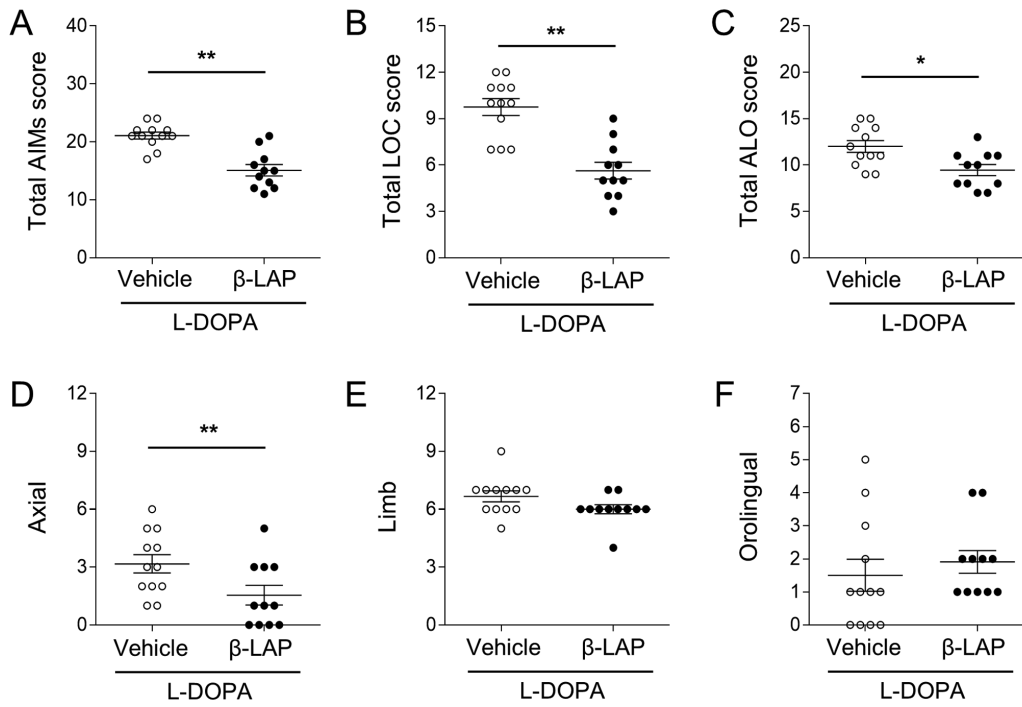 A
Total AIMs score
40
30
20
10
0
**
Vehicle β-LAP
L-DOPA
B
Total LOC score
15
12
9
6
3
0
**
Vehicle β-LAP
L-DOPA
C
Total ALO score
25
20
15
10
5
0
*
Vehicle β-LAP
L-DOPA
D
Axial
12
9
6
3
0
**
Vehicle β-LAP
L-DOPA
E
Limb
12
9
6
3
0
Vehicle β-LAP
L-DOPA
F
Orolingual
7
6
5
4
3
2
1
0
Vehicle β-LAP
L-DOPA